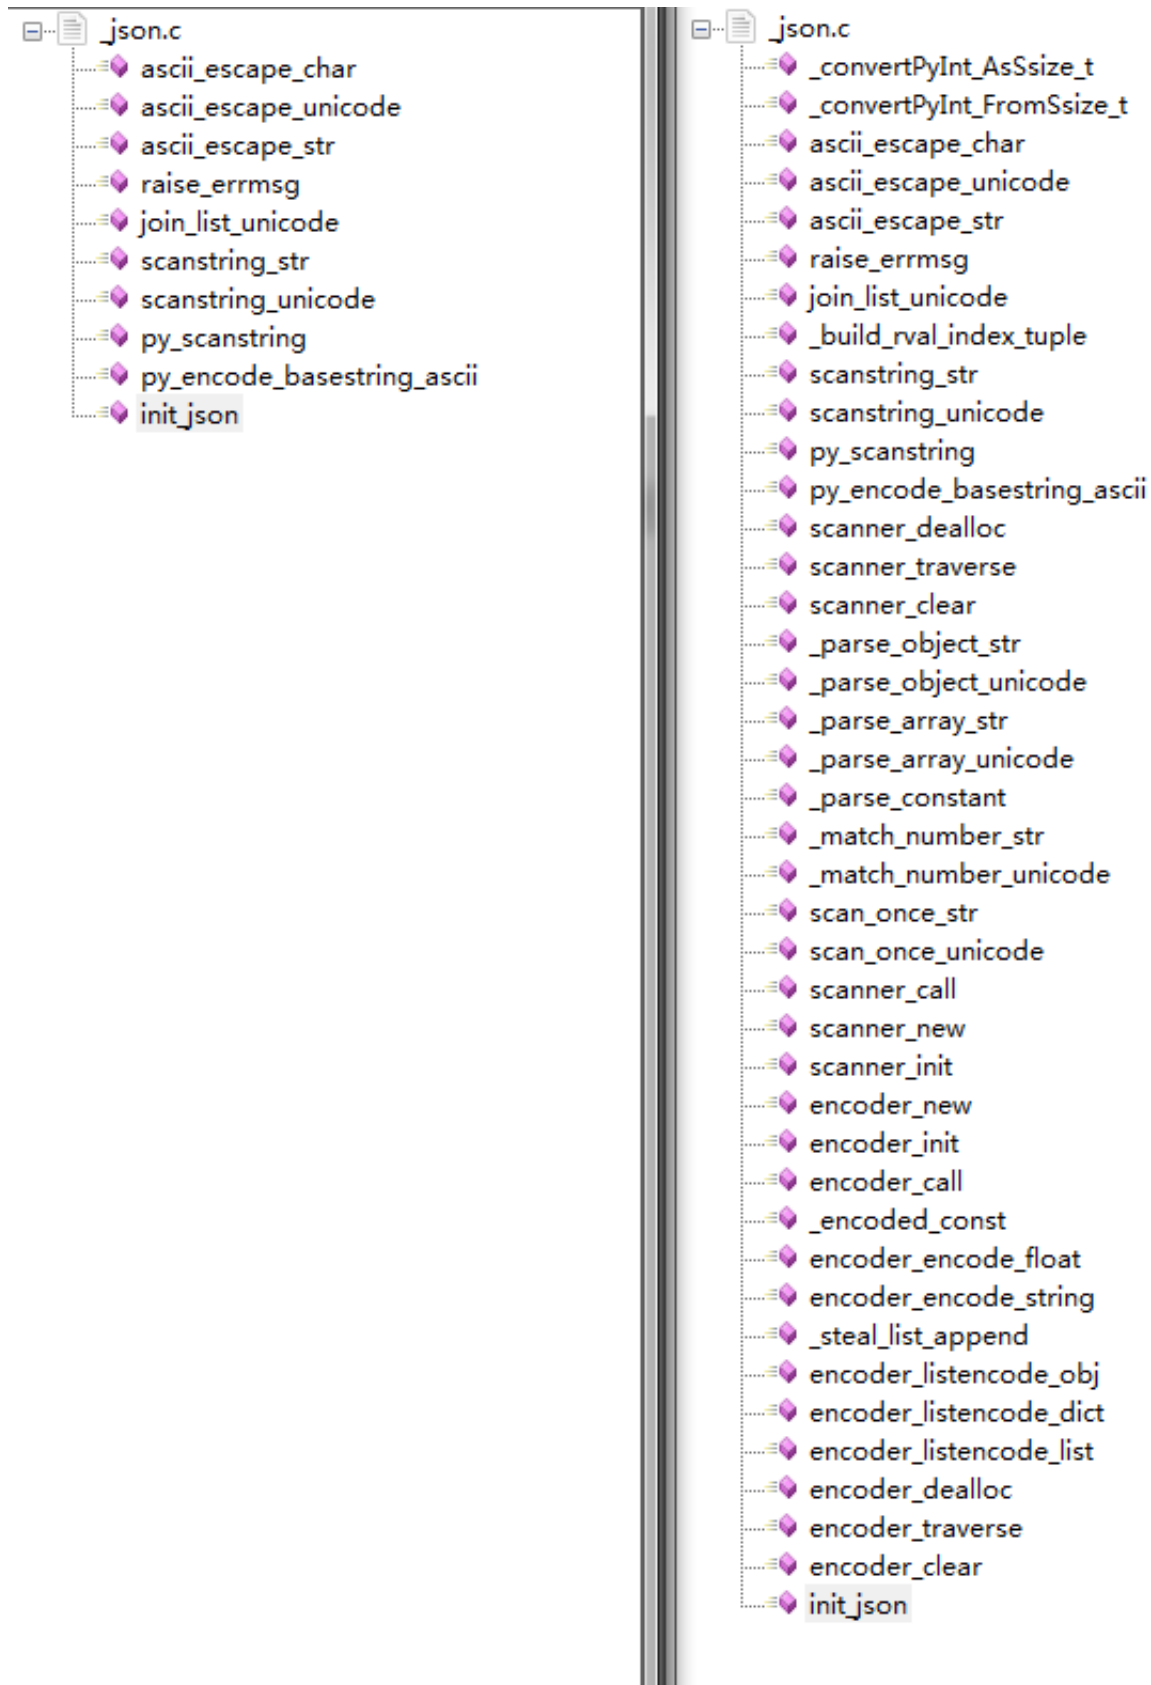 _json.c
ascii_escape_char
ascii_escape_unicode
ascii_escape_str
raise_errmsg
join_list_unicode
scanstring_str
scanstring_unicode
py_scanstring
py_encode_basestring_ascii
init_json
_json.c
_convertPyInt_AsSsize_t
_convertPyInt_FromSsize_t
ascii_escape_char
ascii_escape_unicode
ascii_escape_str
raise_errmsg
join_list_unicode
_build_rval_index_tuple
scanstring_str
scanstring_unicode
py_scanstring
py_encode_basestring_ascii
scanner_dealloc
scanner_traverse
scanner_clear
_parse_object_str
_parse_object_unicode
_parse_array_str
_parse_array_unicode
_parse_constant
_match_number_str
_match_number_unicode
scan_once_str
scan_once_unicode
scanner_call
scanner_new
scanner_init
encoder_new
encoder_init
encoder_call
_encoded_const
encoder_encode_float
encoder_encode_string
_steal_list_append
encoder_listencode_obj
encoder_listencode_dict
encoder_listencode_list
encoder_dealloc
encoder_traverse
encoder_clear
init_json